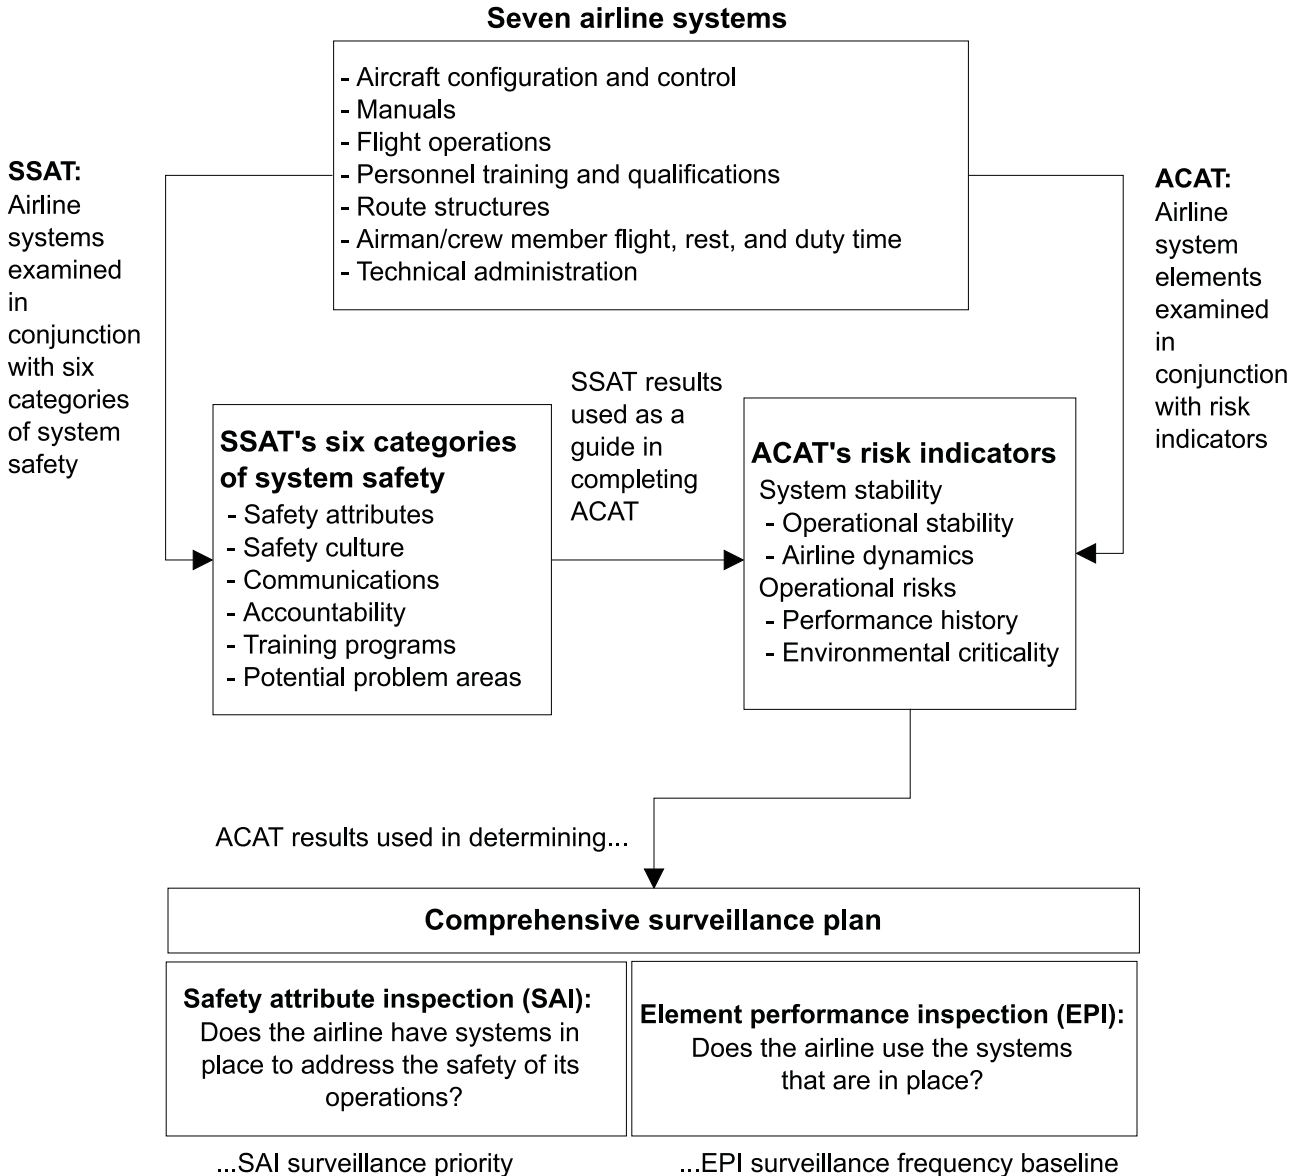 Seven airline systems
- Aircraft configuration and control
- Manuals
- Flight operations
- Personnel training and qualifications
- Route structures
- Airman/crew member flight, rest, and duty time
- Technical administration
SSAT:
Airline
systems
examined
in
conjunction
with six
categories
of system
safety
ACAT:
Airline
system
elements
examined
in
conjunction
with risk
indicators
SSAT's six categories
of system safety
- Safety attributes
- Safety culture
- Communications
- Accountability
- Training programs
- Potential problem areas
SSAT results
used as a
guide in
completing
ACAT
ACAT's risk indicators
System stability
- Operational stability
- Airline dynamics
Operational risks
- Performance history
- Environmental criticality
ACAT results used in determining...
Comprehensive surveillance plan
Safety attribute inspection (SAI):
Does the airline have systems in
place to address the safety of its
operations?
Element performance inspection (EPI):
Does the airline use the systems
that are in place?
...SAI surveillance priority
...EPI surveillance frequency baseline